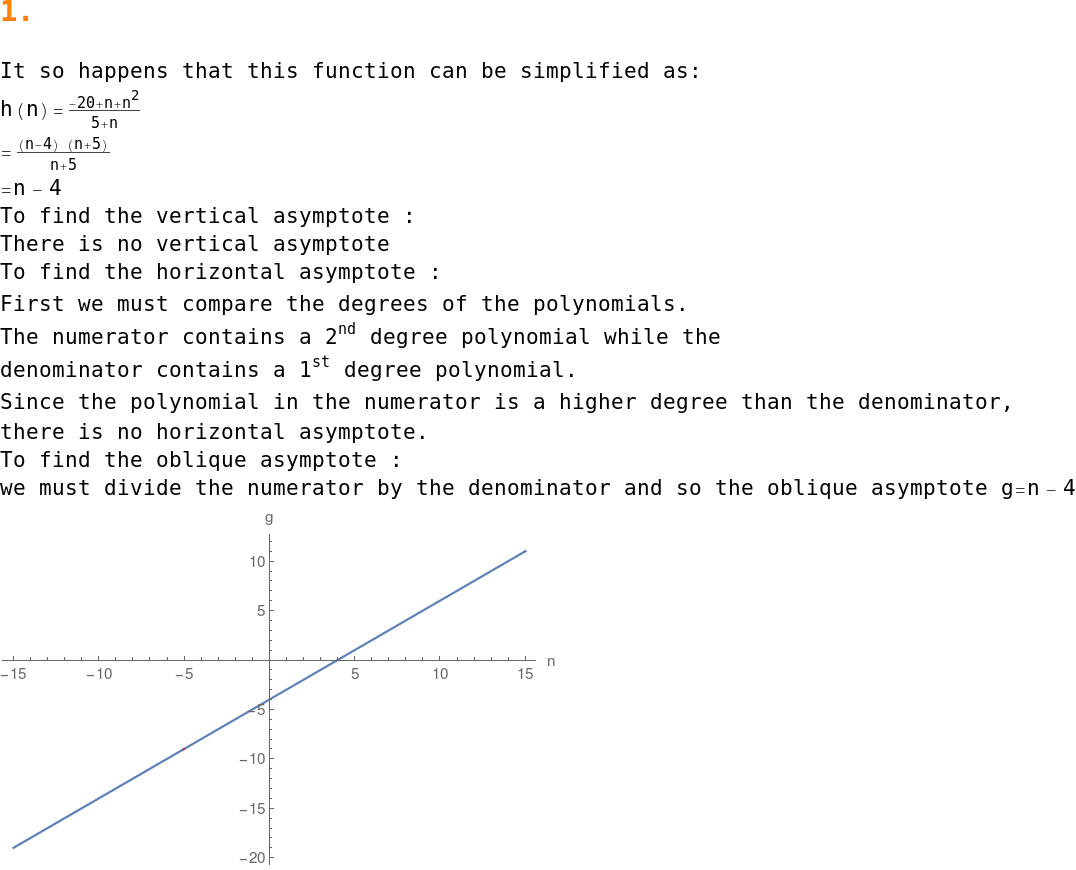 1.
It so happens that this function can be simplified as:
h(n)=\frac{-20+n+n^2}{5+n}
=\frac{(n-4) (n+5)}{n+5}
=n - 4
To find the vertical asymptote :
There is no vertical asymptote
To find the horizontal asymptote :
First we must compare the degrees of the polynomials.
The numerator contains a 2^{nd} degree polynomial while the
denominator contains a 1^{st} degree polynomial.
Since the polynomial in the numerator is a higher degree than the denominator,
there is no horizontal asymptote.
To find the oblique asymptote :
we must divide the numerator by the denominator and so the oblique asymptote g=n - 4
g
10
5
-15 -10 -5 5 10 15 n
-5
-10
-15
-20